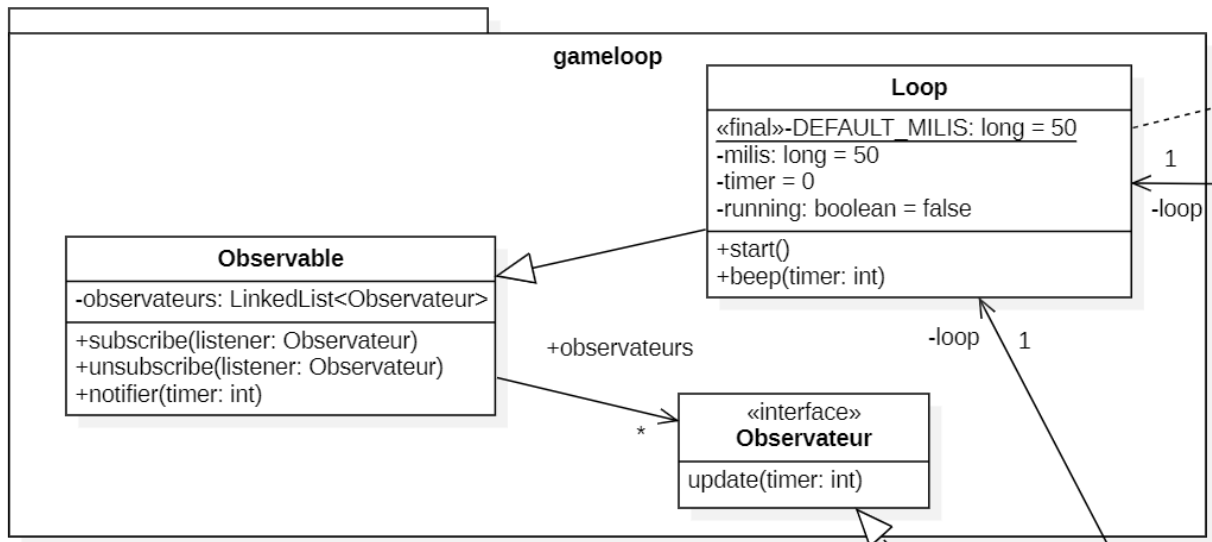 gameloop
Loop
«final»-DEFAULT_MILIS: long = 50
-milis: long = 50
-timer = 0
-running: boolean = false
+start()
+beep(timer: int)
1
-loop
Observable
-observateurs: LinkedList<Observateur>
+subscribe(listener: Observateur)
+unsubscribe(listener: Observateur)
+notifier(timer: int)
+observateurs
*
-loop
1
«interface»
Observateur
update(timer: int)